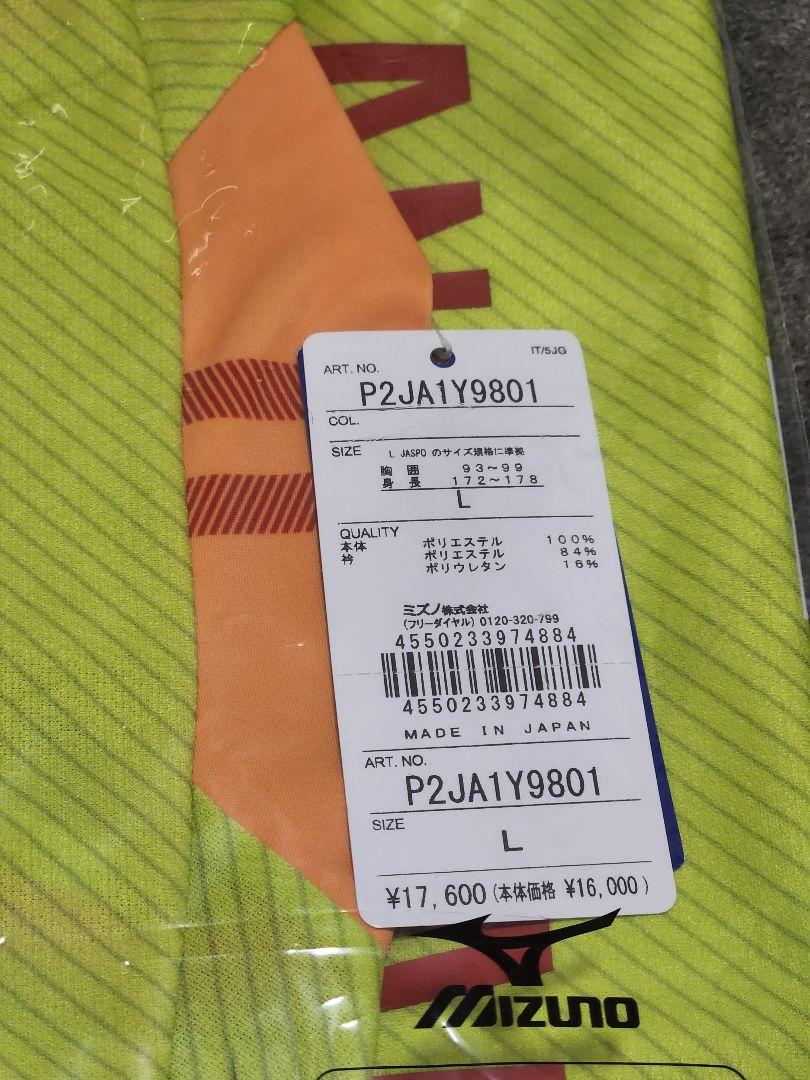 IT/5JG
ART. NO.
P2JA1Y9801
COL.
SIZE L JASPO のサイズ規格に準拠
胸囲 93～99
身長 172～178
L
QUALITY
本体 ポリエステル 100%
衿 ポリエステル 84%
ポリウレタン 16%
ミズノ株式会社
(フリーダイヤル) 0120-320-799
4550233974884
4550233974884
MADE IN JAPAN
ART. NO.
P2JA1Y9801
SIZE
L
¥17,600 (本体価格 ¥16,000)
MIZUNO